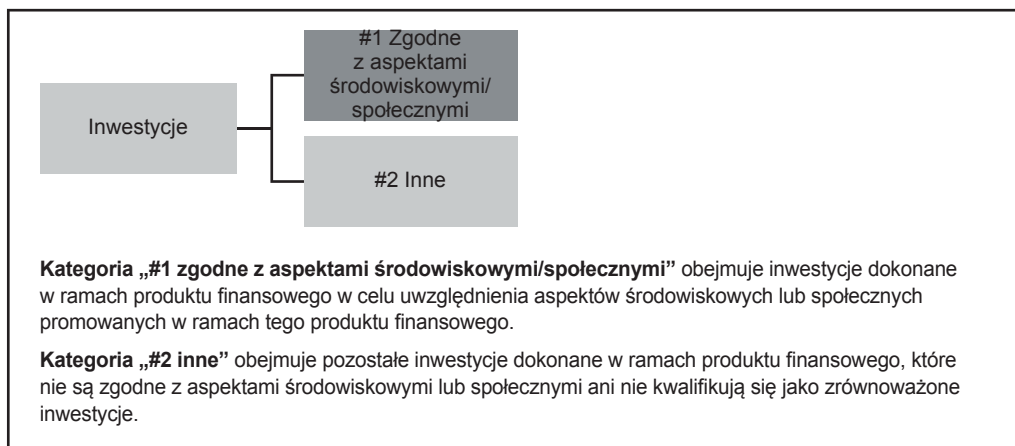 #1 Zgodne
z aspektami
środowiskowymi/
społecznymi
Inwestycje
#2 Inne
Kategoria „#1 zgodne z aspektami środowiskowymi/społecznymi” obejmuje inwestycje dokonane
w ramach produktu finansowego w celu uwzględnienia aspektów środowiskowych lub społecznych
promowanych w ramach tego produktu finansowego.
Kategoria „#2 inne” obejmuje pozostałe inwestycje dokonane w ramach produktu finansowego, które
nie są zgodne z aspektami środowiskowymi lub społecznymi ani nie kwalifikują się jako zrównoważone
inwestycje.